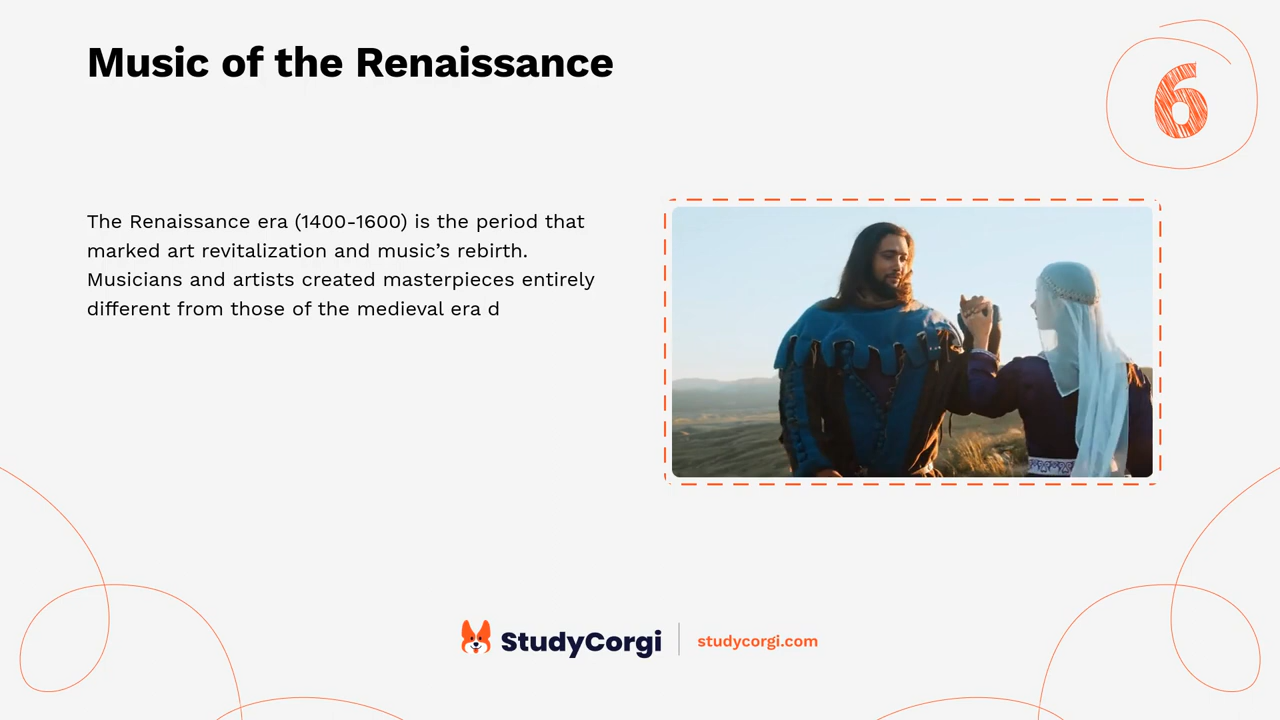 Music of the Renaissance
6
The Renaissance era (1400-1600) is the period that
marked art revitalization and music’s rebirth.
Musicians and artists created masterpieces entirely
different from those of the medieval era d
StudyCorgi
studycorgi.com